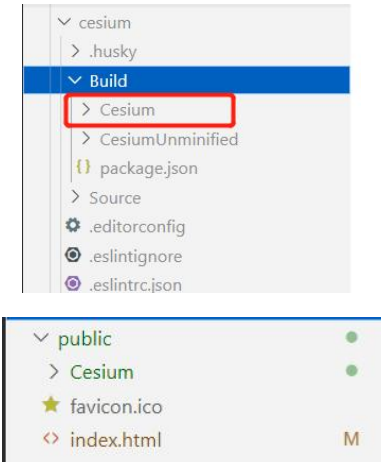 cesium
.husky
Build
Cesium
CesiumUnminified
{} package.json
Source
.editorconfig
.eslintignore
.eslintrc.json
public
Cesium
favicon.ico
<> index.html M